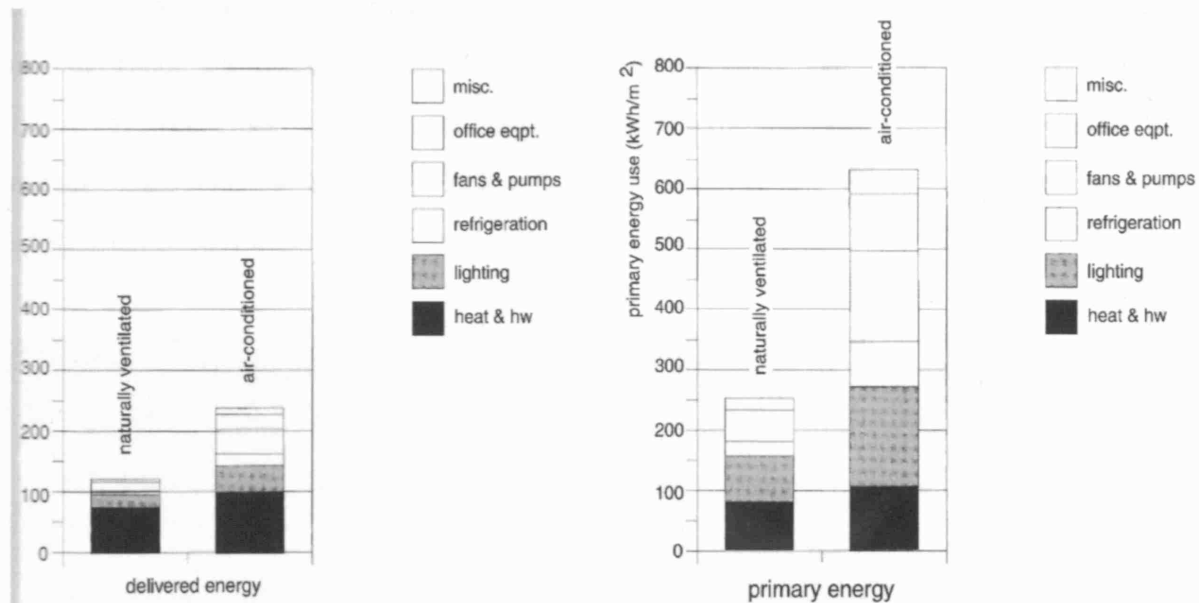 800
700
600
500
400
300
200
100
0
naturally ventilated
air-conditioned
delivered energy
misc.
office eqpt.
fans & pumps
refrigeration
lighting
heat & hw
primary energy use (kWh/m 2)
800
700
600
500
400
300
200
100
0
naturally ventilated
air-conditioned
primary energy
misc.
office eqpt.
fans & pumps
refrigeration
lighting
heat & hw